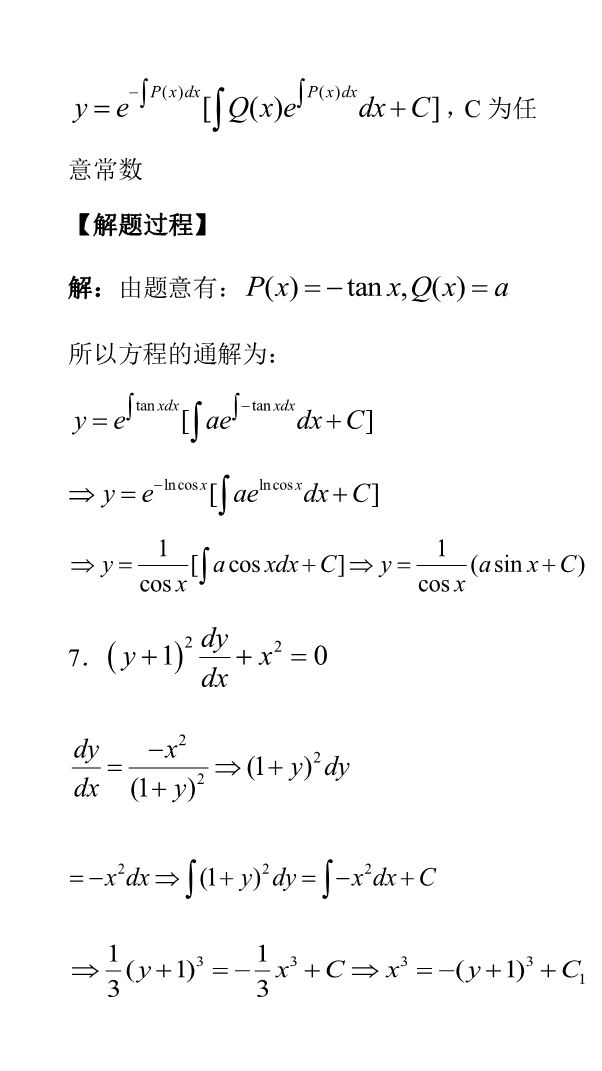 $y = e^{-\int P(x)dx}[\int Q(x)e^{\int P(x)dx}dx + C]$，C 为任
意常数
【解题过程】
解：由题意有：$P(x) = -\tan x, Q(x) = a$
所以方程的通解为：
$y = e^{\int \tan xdx}[\int ae^{\int -\tan xdx}dx + C]$
$\Rightarrow y = e^{-\ln\cos x}[\int ae^{\ln\cos x}dx + C]$
$\Rightarrow y = \frac{1}{\cos x}[\int a\cos xdx + C] \Rightarrow y = \frac{1}{\cos x}(a\sin x + C)$
7．$(y+1)^2\frac{dy}{dx} + x^2 = 0$
$\frac{dy}{dx} = \frac{-x^2}{(1+y)^2} \Rightarrow (1+y)^2dy$
$= -x^2dx \Rightarrow \int(1+y)^2dy = \int -x^2dx + C$
$\Rightarrow \frac{1}{3}(y+1)^3 = -\frac{1}{3}x^3 + C \Rightarrow x^3 = -(y+1)^3 + C_1$